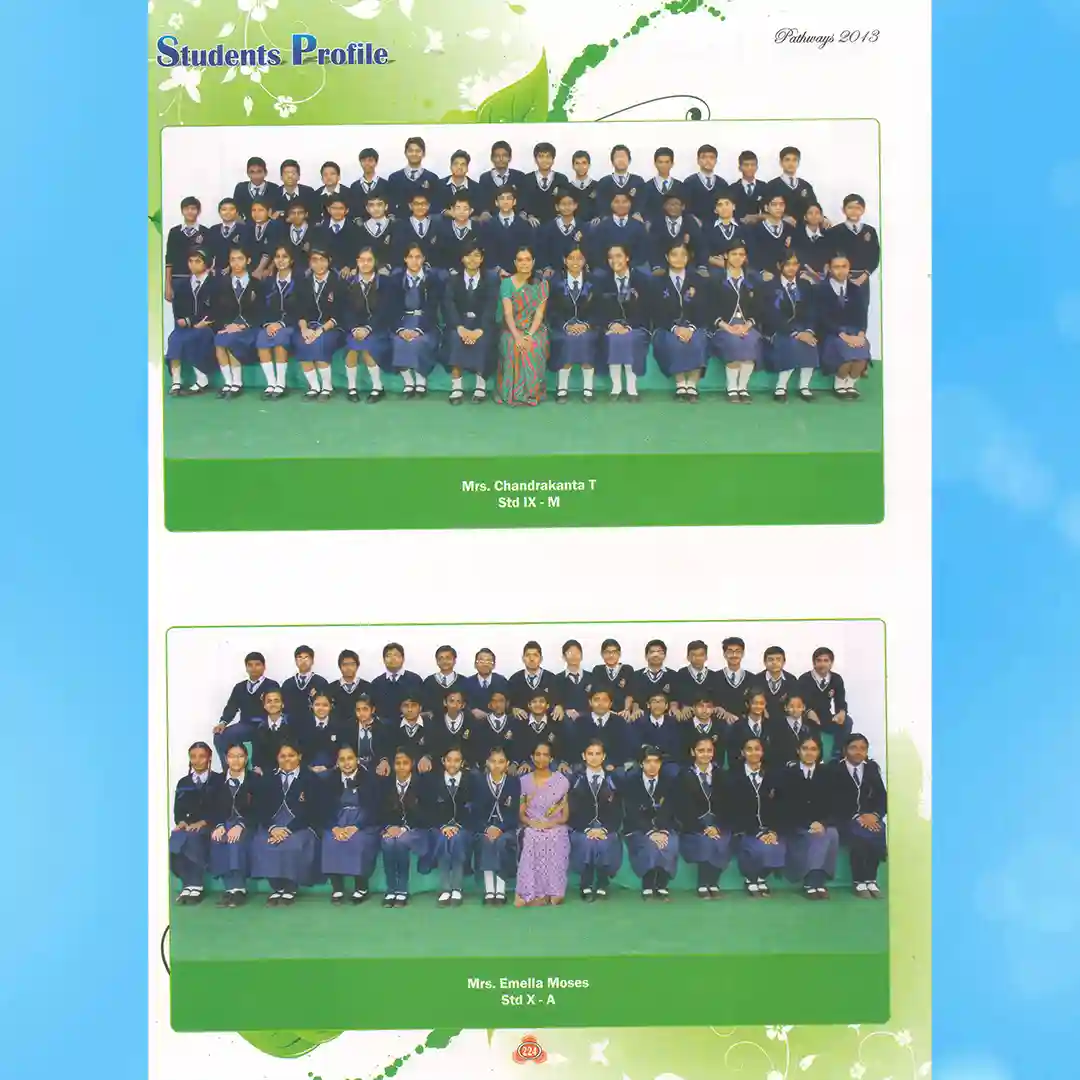 Students Profile
Pathways 2013
Mrs. Chandrakanta T
Std IX - M
Mrs. Emella Moses
Std X - A
224